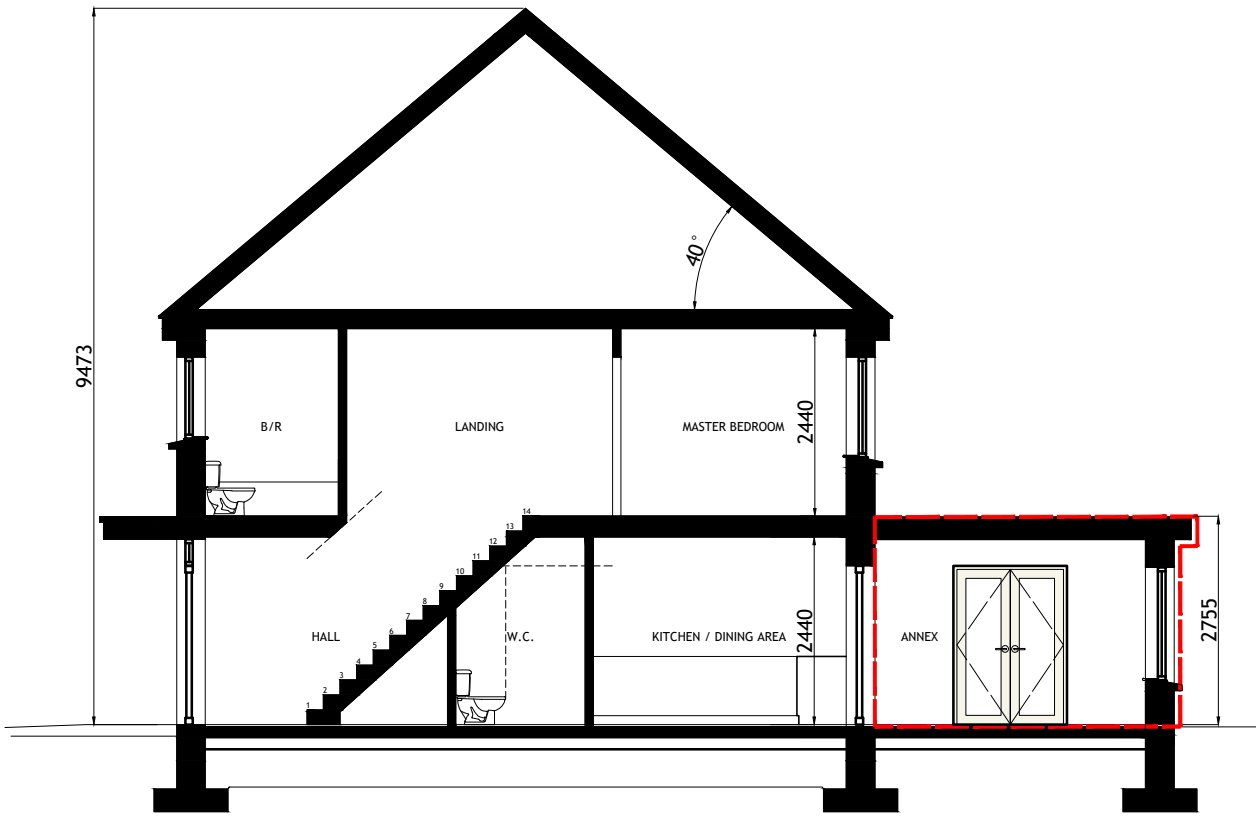 40°
9473
B/R
LANDING
MASTER BEDROOM
2440
14
13
12
11
10
9
8
7
6
5
4
3
2
1
HALL
W.C.
KITCHEN / DINING AREA
2440
ANNEX
2755